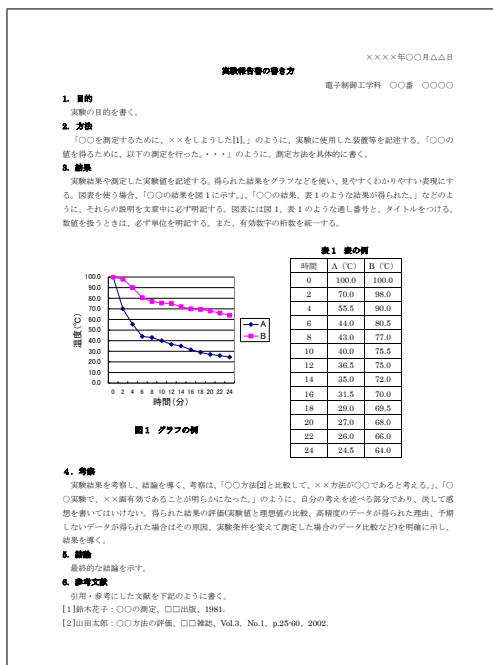 ××××年○○月△△日
実験報告書の書き方
電子制御工学科　○○番　○○○○
1．目的
実験の目的を書く。
2．方法
「○○を測定するために、××をしようした[1]。」のように、実験に使用した装置等を記述する。「○○の
値を得るために、以下の測定を行った。・・・」のように、測定方法を具体的に書く。
3．結果
実験結果や測定した実験値を記述する。得られた結果をグラフなどを使い、見やすくわかりやすい表現にす
る。図表を使う場合、「○○の結果を図１に示す。」、「○○の結果、表１のような結果が得られた。」などのよ
うに、それらの説明を文章中に必ず明記する。図表には図１、表１のような通し番号と、タイトルをつける。
数値を扱うときは、必ず単位を明記する。また、有効数字の桁数を統一する。
表１ 表の例
時間 A（℃） B（℃）
0 100.0 100.0
2 70.0 98.0
4 55.5 90.0
6 44.0 80.5
8 43.0 77.0
10 40.0 75.5
12 36.5 75.0
14 35.0 72.0
16 31.5 70.0
18 29.0 69.5
20 27.0 68.0
22 26.0 66.0
24 24.5 64.0
温度(℃)
100.0
90.0
80.0
70.0
60.0
50.0
40.0
30.0
20.0
10.0
0.0
0 2 4 6 8 10 12 14 16 18 20 22 24
時間(分)
A
B
図１ グラフの例
４．考察
実験結果を考察し、結論を導く、考察は、「○○方法[2]と比較して、××方法が○○であると考える。」、「○
○実験で、××画有効であることが明らかになった。」のように、自分の考えを述べる部分であり、決して感
想を書いてはいけない。得られた結果の評価(実験値と理想値の比較、高精度のデータが得られた理由、予期
しないデータが得られた場合はその原因、実験条件を変えて測定した場合のデータ比較など)を明確に示し、
結果を導く。
5．結論
最終的な結論を示す。
6．参考文献
引用・参考にした文献を下記のように書く。
[１]鈴木花子：○○の測定、□□出版、1981.
[２]山田太郎：○○方法の評価、□□雑誌、Vol.3、No.1、p.25-60、2002.